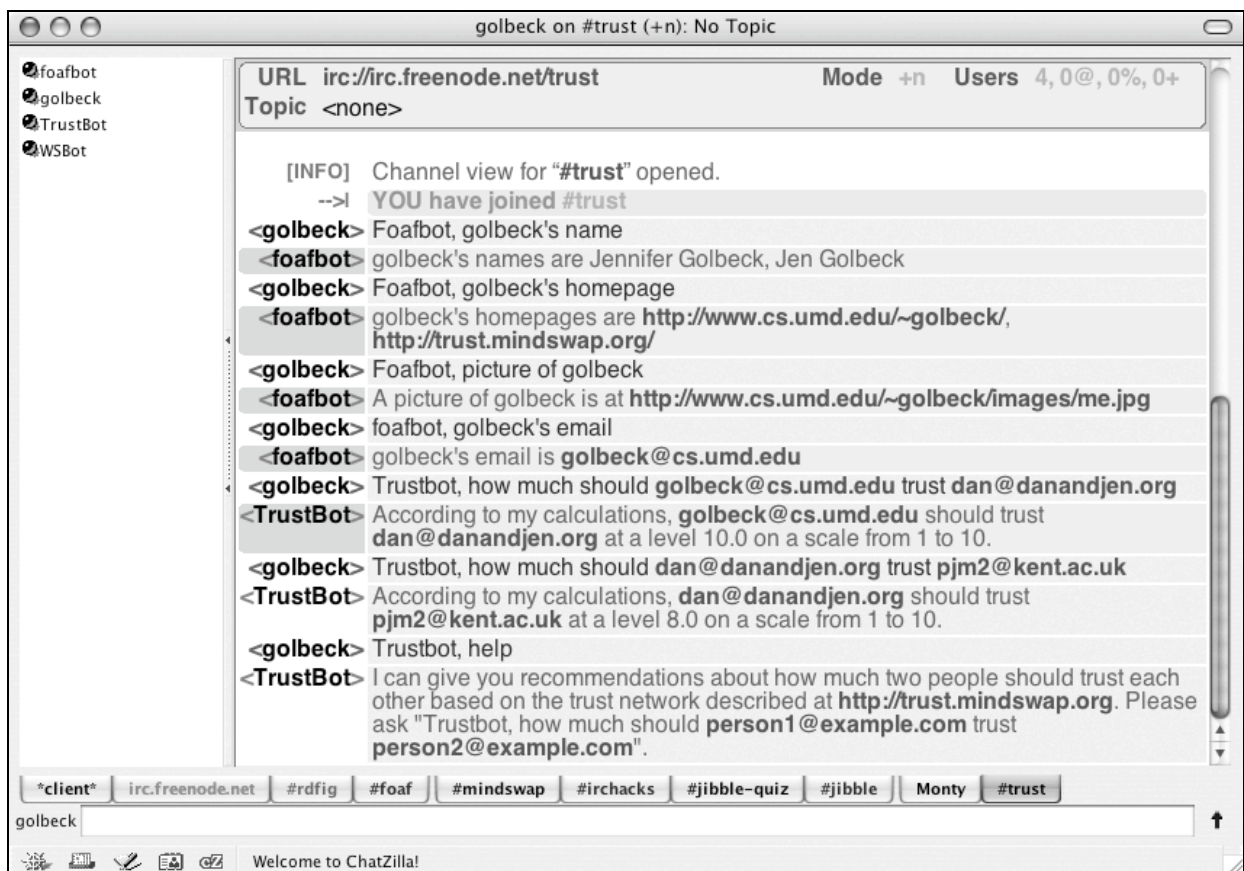 golbeck on #trust (+n): No Topic
foafbot
golbeck
TrustBot
WSBot
URL irc://irc.freenode.net/trust Mode +n Users 4, 0@, 0%, 0+
Topic <none>
[INFO] Channel view for “#trust” opened.
-->| YOU have joined #trust
<golbeck> Foafbot, golbeck's name
<foafbot> golbeck's names are Jennifer Golbeck, Jen Golbeck
<golbeck> Foafbot, golbeck's homepage
<foafbot> golbeck's homepages are http://www.cs.umd.edu/~golbeck/,
http://trust.mindswap.org/
<golbeck> Foafbot, picture of golbeck
<foafbot> A picture of golbeck is at http://www.cs.umd.edu/~golbeck/images/me.jpg
<golbeck> foafbot, golbeck's email
<foafbot> golbeck's email is golbeck@cs.umd.edu
<golbeck> Trustbot, how much should golbeck@cs.umd.edu trust dan@danandjen.org
<TrustBot> According to my calculations, golbeck@cs.umd.edu should trust
dan@danandjen.org at a level 10.0 on a scale from 1 to 10.
<golbeck> Trustbot, how much should dan@danandjen.org trust pjm2@kent.ac.uk
<TrustBot> According to my calculations, dan@danandjen.org should trust
pjm2@kent.ac.uk at a level 8.0 on a scale from 1 to 10.
<golbeck> Trustbot, help
<TrustBot> I can give you recommendations about how much two people should trust each
other based on the trust network described at http://trust.mindswap.org. Please
ask "Trustbot, how much should person1@example.com trust
person2@example.com".
*client* irc.freenode.net #rdfig #foaf #mindswap #irchacks #jibble-quiz #jibble Monty #trust
golbeck
Welcome to ChatZilla!